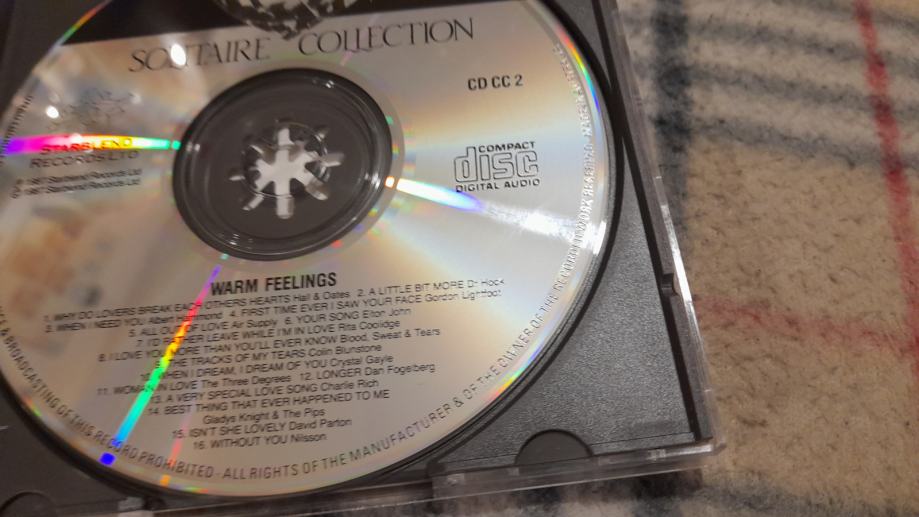 SOLITAIRE COLLECTION
CD CC 2
STARBLEND
RECORDS LTD
℗ 1987 Starblend Records Ltd
© 1987 Starblend Records Ltd
COMPACT
disc
DIGITAL AUDIO
WARM FEELINGS
1. WHY DO LOVERS BREAK EACH OTHERS HEARTS Hall & Oates 2. A LITTLE BIT MORE Dr Hook
3. WHEN I NEED YOU Albert Hammond 4. FIRST TIME EVER I SAW YOUR FACE Gordon Lightfoot
5. ALL OUT OF LOVE Air Supply 6. YOUR SONG Elton John
7. I'D RATHER LEAVE WHILE I'M IN LOVE Rita Coolidge
8. I LOVE YOU MORE THAN YOU'LL EVER KNOW Blood, Sweat & Tears
THE TRACKS OF MY TEARS Colin Blunstone
10. WHEN I DREAM, I DREAM OF YOU Crystal Gayle
11. WOMAN IN LOVE The Three Degrees 12. LONGER Dan Fogelberg
13. A VERY SPECIAL LOVE SONG Charlie Rich
14. BEST THING THAT EVER HAPPENED TO ME
Gladys Knight & The Pips
15. ISN'T SHE LOVELY David Parton
16. WITHOUT YOU Nilsson
& BROADCASTING OF THIS RECORD PROHIBITED - ALL RIGHTS OF THE MANUFACTURER & OF THE OWNER OF THE RECORDED WORK RESERVED